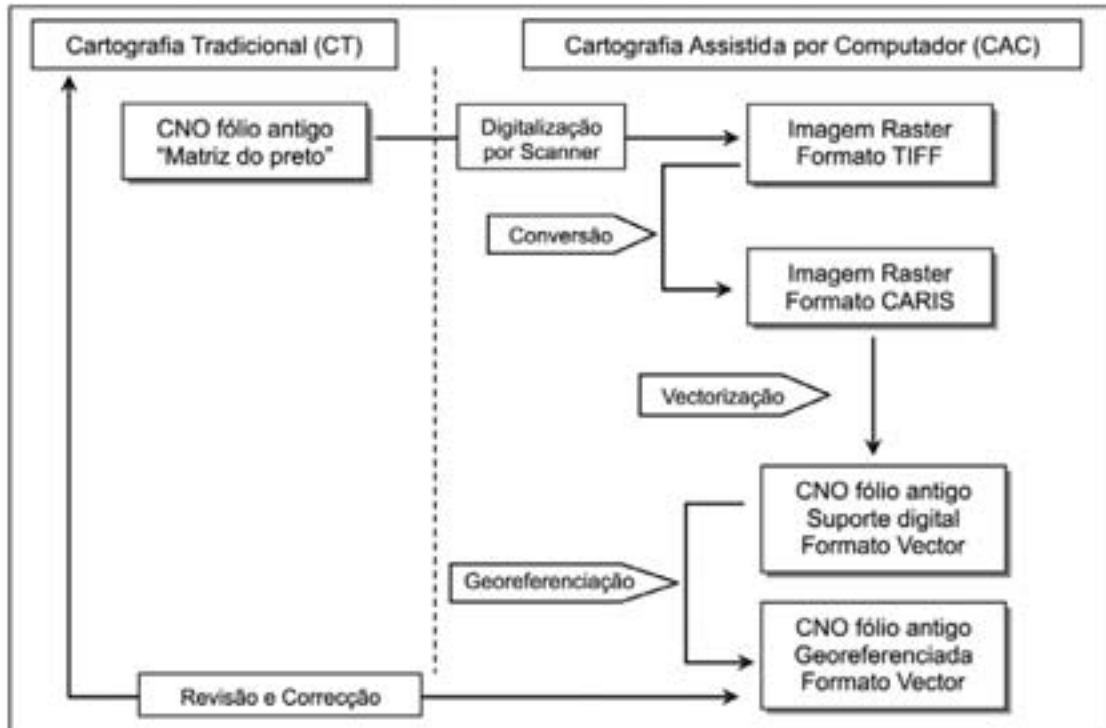 Cartografia Tradicional (CT)
Cartografia Assistida por Computador (CAC)
CNO fólio antigo
"Matriz do preto"
Digitalização
por Scanner
Imagem Raster
Formato TIFF
Conversão
Imagem Raster
Formato CARIS
Vectorização
CNO fólio antigo
Suporte digital
Formato Vector
Georeferenciação
CNO fólio antigo
Georeferenciada
Formato Vector
Revisão e Correcção